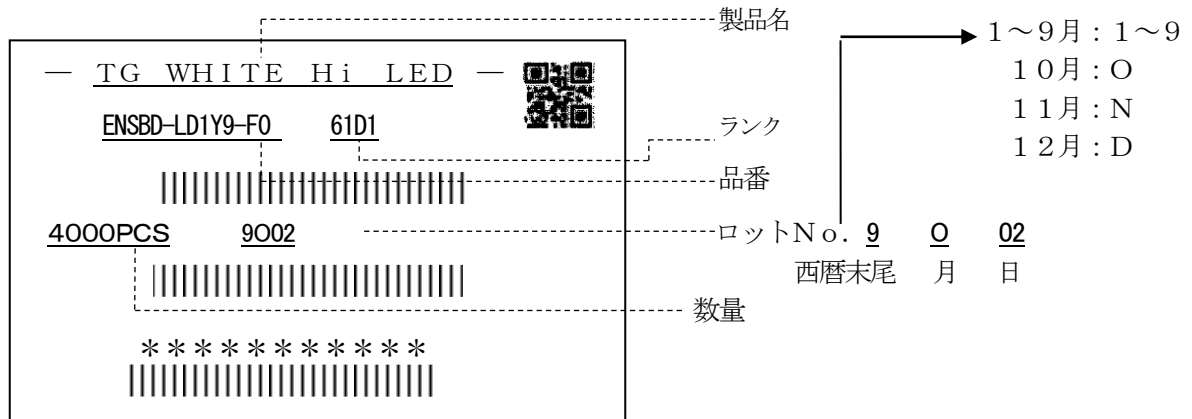 製品名
1~9月:1~9
― TG WHITE Hi LED ―
10月:O
11月:N
ENSBD-LD1Y9-F0 61D1
ランク
12月:D
品番
4000PCS 9O02
ロットNo. 9 O 02
西暦末尾 月 日
数量
***********